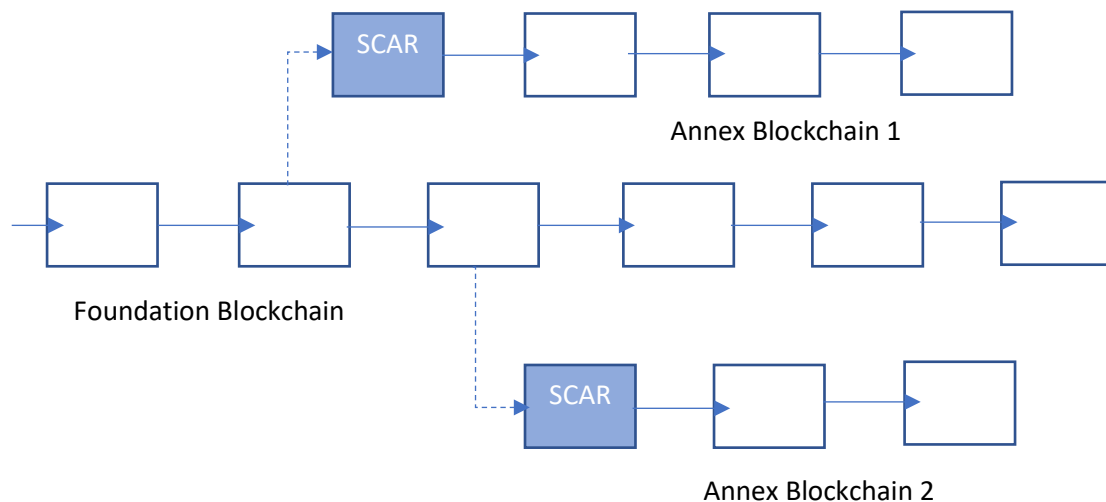 SCAR
Annex Blockchain 1
Foundation Blockchain
SCAR
Annex Blockchain 2